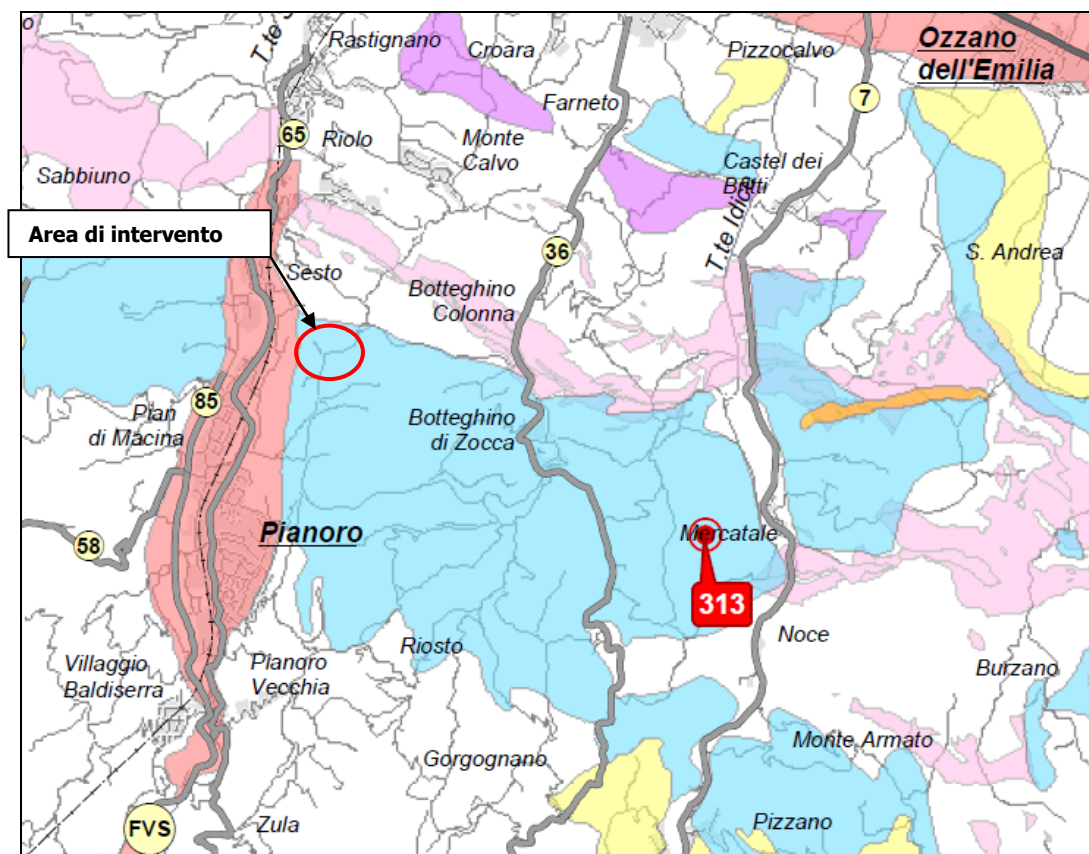 T.te S
Rastignano
Croara
Pizzocalvo
Ozzano
dell'Emilia
7
Farneto
65
Riolo
Monte
Calvo
Sabbiuno
Castel dei
Britti
T.te Idice
Area di intervento
36
S. Andrea
Sesto
Botteghino
Colonna
85
Pian
di Macina
Botteghino
di Zocca
Pianoro
58
Mercatale
313
Noce
Riosto
Villaggio
Baldiserra
Pianoro
Vecchia
Burzano
Gorgognano
Monte Armato
FVS
Zula
Pizzano